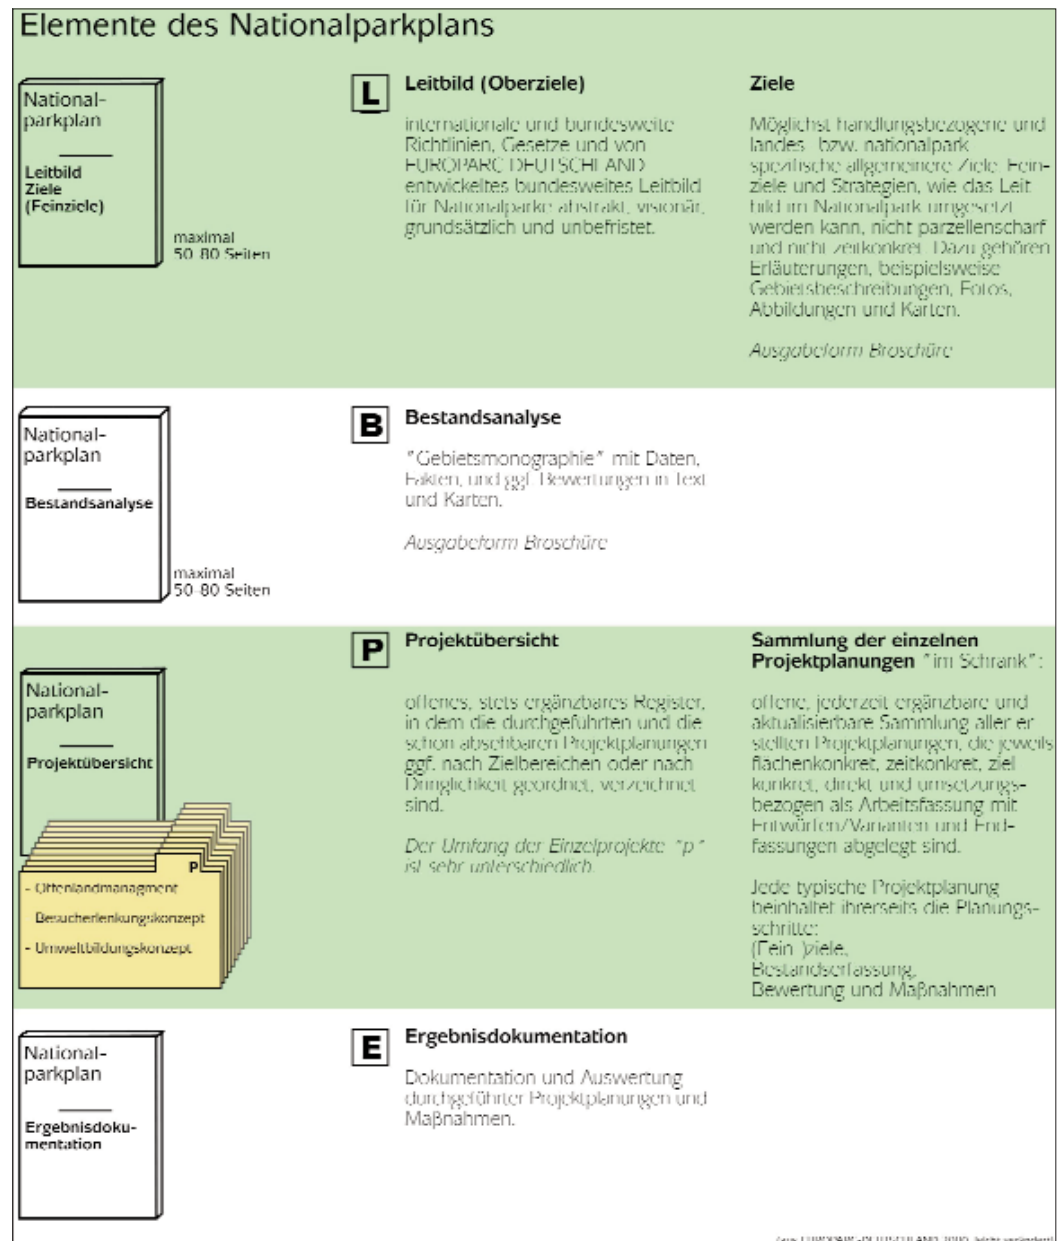 Elemente des Nationalparkplans
National-
parkplan
Leitbild
Ziele
(Feinziele)
maximal
50-80 Seiten
L
Leitbild (Oberziele)
internationale und bundesweite
Richtlinien, Gesetze und von
EUROPARC DEUTSCHLAND
entwickeltes bundesweites Leitbild
für Nationalparke abstrakt, visionär,
grundsätzlich und unbefristet.
Ziele
Möglichst handlungsbezogene und
landes- bzw. nationalpark-
spezifische allgemeinere Ziele. Fein-
ziele und Strategien, wie das Leit-
bild im Nationalpark umgesetzt
werden kann, nicht parzellenscharf
und nicht zeitkonkret. Dazu gehören
Erläuterungen, beispielsweise
Gebietsbeschreibungen, Fotos,
Abbildungen und Karten.
Ausgabeform Broschüre
National-
parkplan
Bestandsanalyse
maximal
50-80 Seiten
B
Bestandsanalyse
"Gebietsmonographie" mit Daten,
Fakten, und ggf. Bewertungen in Text
und Karten.
Ausgabeform Broschüre
National-
parkplan
Projektübersicht
P
- Offenlandmanagment
- Besucherlenkungskonzept
- Umweltbildungskonzept
P
Projektübersicht
offenes, stets ergänzbares Register,
in dem die durchgeführten und die
schon absehbaren Projektplanungen
ggf. nach Zielbereichen oder nach
Dringlichkeit geordnet, verzeichnet
sind.
Der Umfang der Einzelprojekte "p"
ist sehr unterschiedlich.
Sammlung der einzelnen
Projektplanungen "im Schrank":
offene, jederzeit ergänzbare und
aktualisierbare Sammlung aller er-
stellten Projektplanungen, die jeweils
flächenkonkret, zeitkonkret, ziel-
konkret, direkt und umsetzungs-
bezogen als Arbeitsfassung mit
Entwürfen/Varianten und End-
fassungen abgelegt sind.
Jede typische Projektplanung
beinhaltet ihrerseits die Planungs-
schritte:
(Fein-)ziele,
Bestandserfassung,
Bewertung und Maßnahmen
National-
parkplan
Ergebnisdoku-
mentation
E
Ergebnisdokumentation
Dokumentation und Auswertung
durchgeführter Projektplanungen und
Maßnahmen.
(aus EUROPARC-DEUTSCHLAND 2000, leicht verändert)